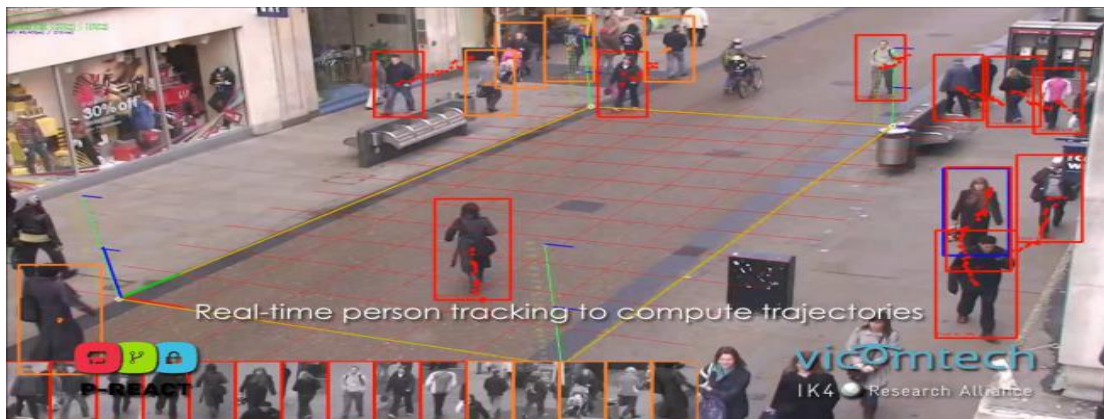 30% off
Real-time person tracking to compute trajectories
P-REACT
vicomtech
IK4 Research Alliance